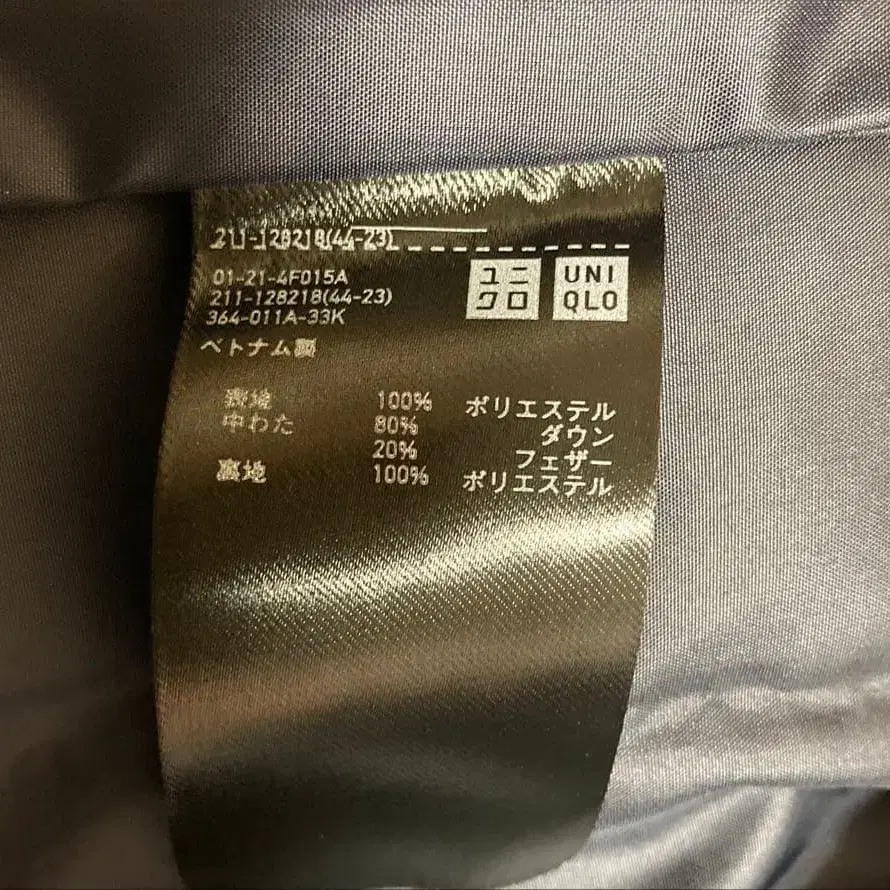 211-128218(44-23)
01-21-4F015A
211-128218(44-23)
364-011A-33K
ベトナム製
ユニ
クロ
UNI
QLO
表地 100% ポリエステル
中わた 80% ダウン
20% フェザー
裏地 100% ポリエステル